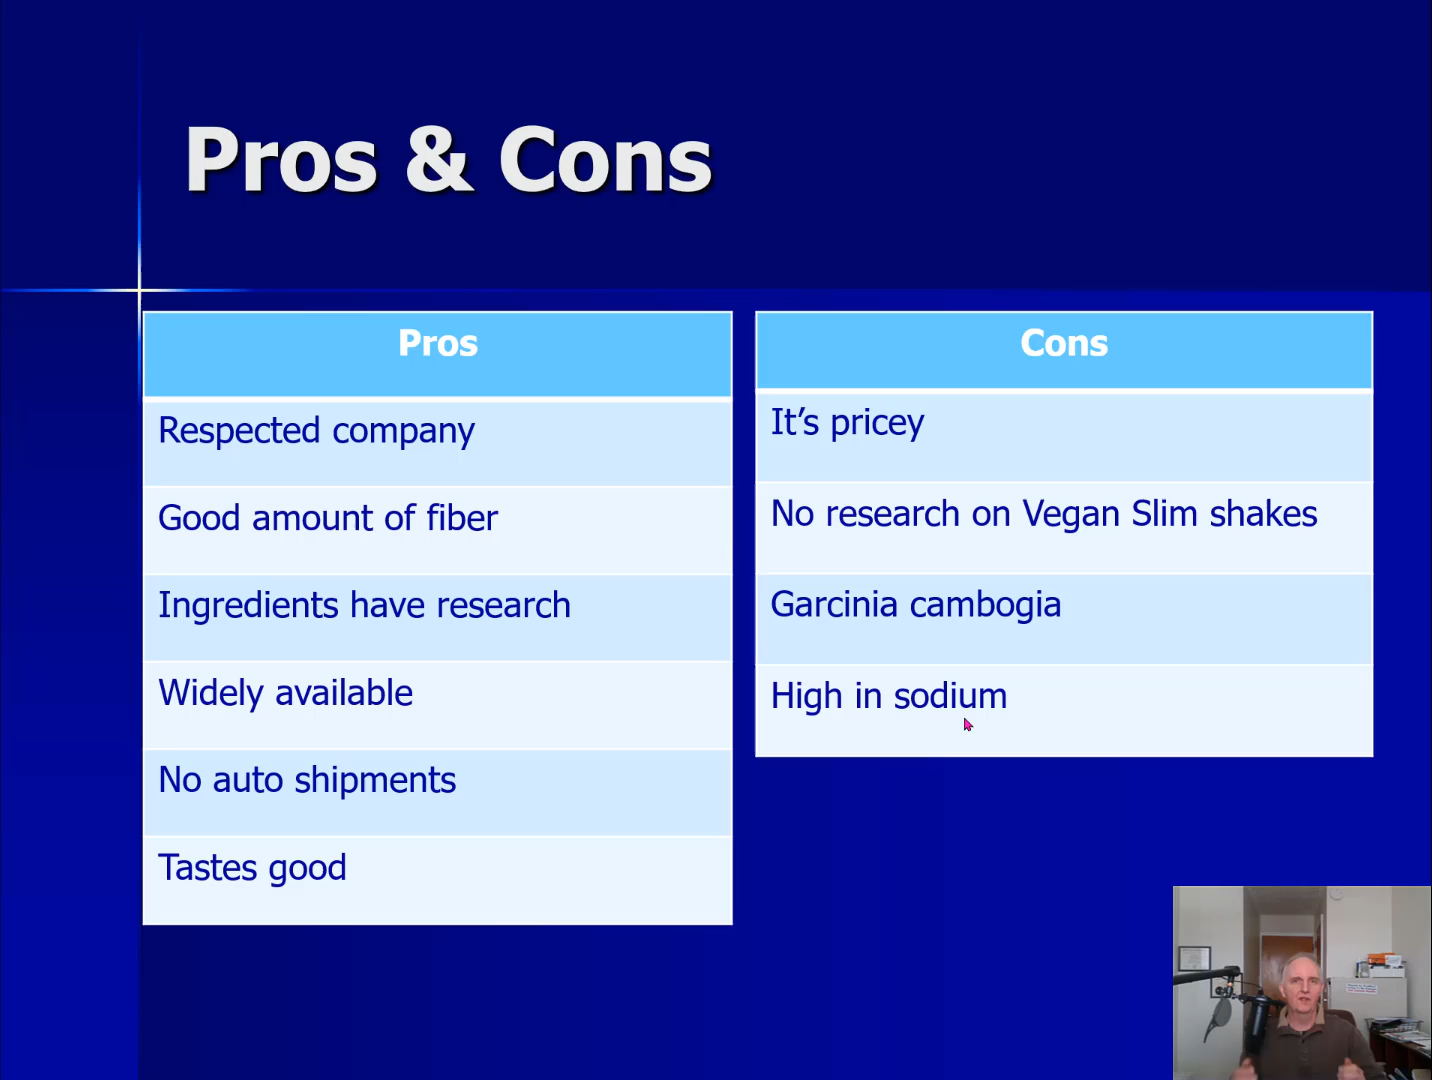 Pros & Cons
Pros
Respected company
Good amount of fiber
Ingredients have research
Widely available
No auto shipments
Tastes good
Cons
It’s pricey
No research on Vegan Slim shakes
Garcinia cambogia
High in sodium